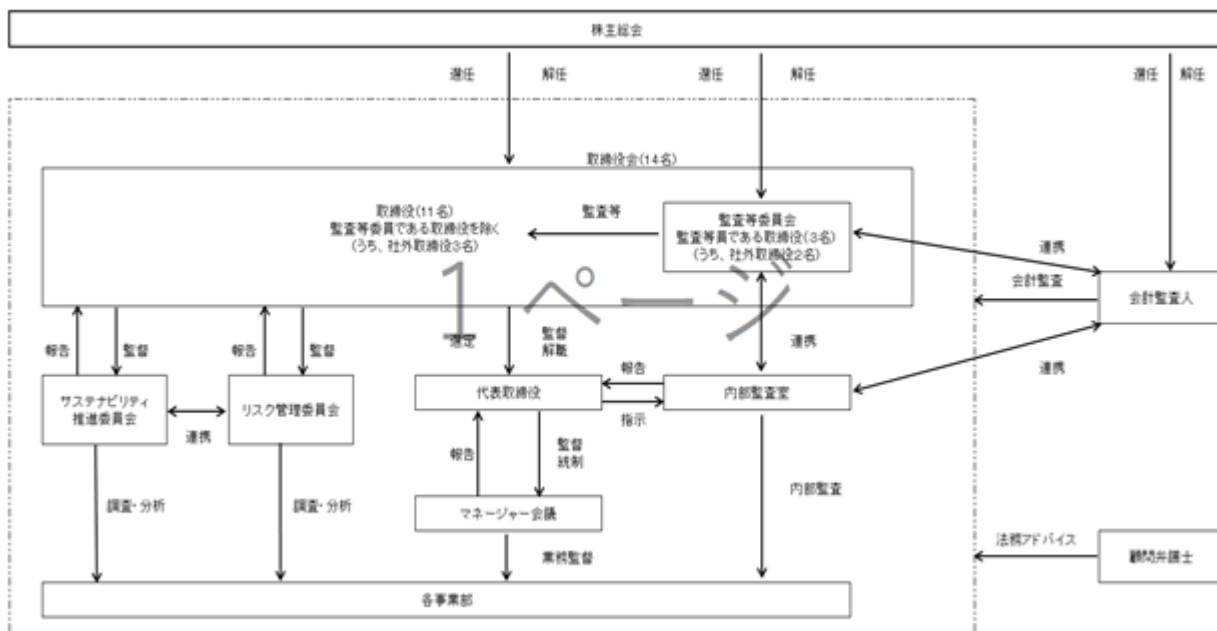 株主総会
選任 解任 選任 解任 選任 解任
取締役会(14名)
取締役(11名)
監査等委員である取締役を除く
(うち、社外取締役3名)
監査等
監査等委員会
監査等員である取締役(3名)
(うち、社外取締役2名)
連携
会計監査
会計監査人
1 ページ
報告 監督 報告 監督 選定 監督
解職
連携
連携
報告
指示
サステナビリティ
推進委員会
連携
リスク管理委員会
代表取締役
内部監査室
報告 監督
統制
調査・分析 調査・分析
マネージャー会議
内部監査
業務監督
法務アドバイス
顧問弁護士
各事業部